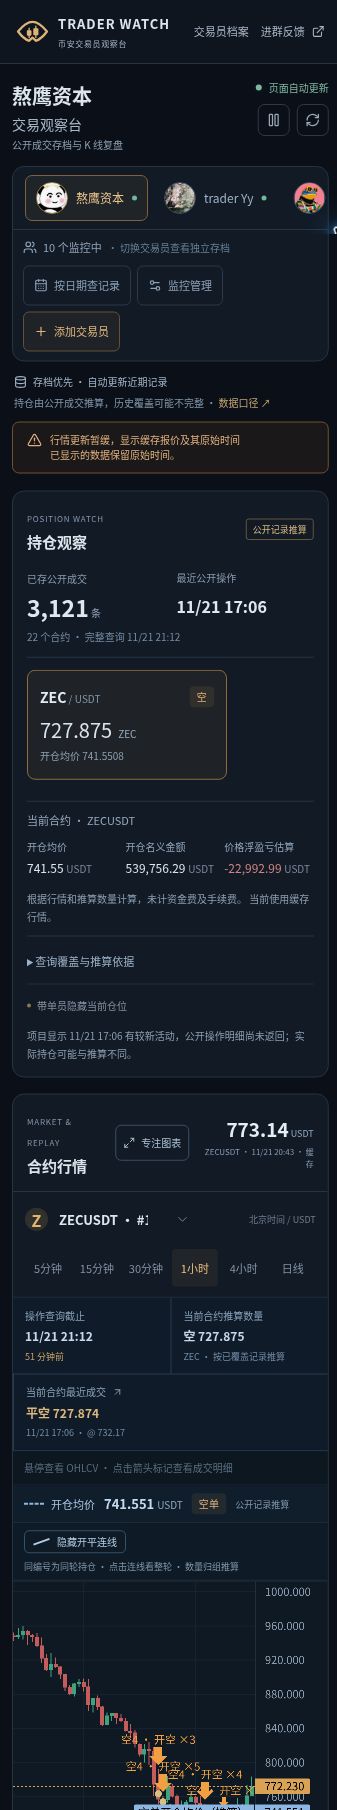 TRADER WATCH
币安交易员观察台
交易员档案 进群反馈
熬鹰资本
页面自动更新
交易观察台
公开成交存档与 K 线复盘
熬鹰资本
trader Yy
10 个监控中 · 切换交易员查看独立存档
按日期查记录
监控管理
添加交易员
存档优先 · 自动更新近期记录
持仓由公开成交推算，历史覆盖可能不完整 · 数据口径 ↗
行情更新暂缓，显示缓存报价及其原始时间
已显示的数据保留原始时间。
POSITION WATCH
持仓观察
公开记录推算
已存公开成交
最近公开操作
3,121 条
11/21 17:06
22 个合约 · 完整查询 11/21 21:12
ZEC / USDT
空
727.875 ZEC
开仓均价 741.5508
当前合约 · ZECUSDT
开仓均价 开仓名义金额 价格浮盈亏估算
741.55 USDT 539,756.29 USDT -22,992.99 USDT
根据行情和推算数量计算，未计资金费及手续费。 当前使用缓存
行情。
▸查询覆盖与推算依据
带单员隐藏当前仓位
项目显示 11/21 17:06 有较新活动，公开操作明细尚未返回；实
际持仓可能与推算不同。
MARKET &
REPLAY
合约行情
专注图表
773.14 USDT
ZECUSDT · 11/21 20:43 · 缓
存
Z
ZECUSDT · #1
北京时间 / USDT
5分钟 15分钟 30分钟 1小时 4小时 日线
操作查询截止
11/21 21:12
51 分钟前
当前合约推算数量
空 727.875
ZEC · 按已覆盖记录推算
当前合约最近成交 ↗
平空 727.874
11/21 17:06 · @ 732.17
悬停查看 OHLCV · 点击箭头标记查看成交明细
开仓均价 741.551 USDT 空单 公开记录推算
隐藏开平连线
同编号为同轮持仓 · 点击连线看整轮 · 数量归组推算
1000.000
960.000
920.000
880.000
840.000
800.000
772.230
760.000
空4 · 开空 ×3
空4 · 开空 ×5
空4 · 开空 ×4